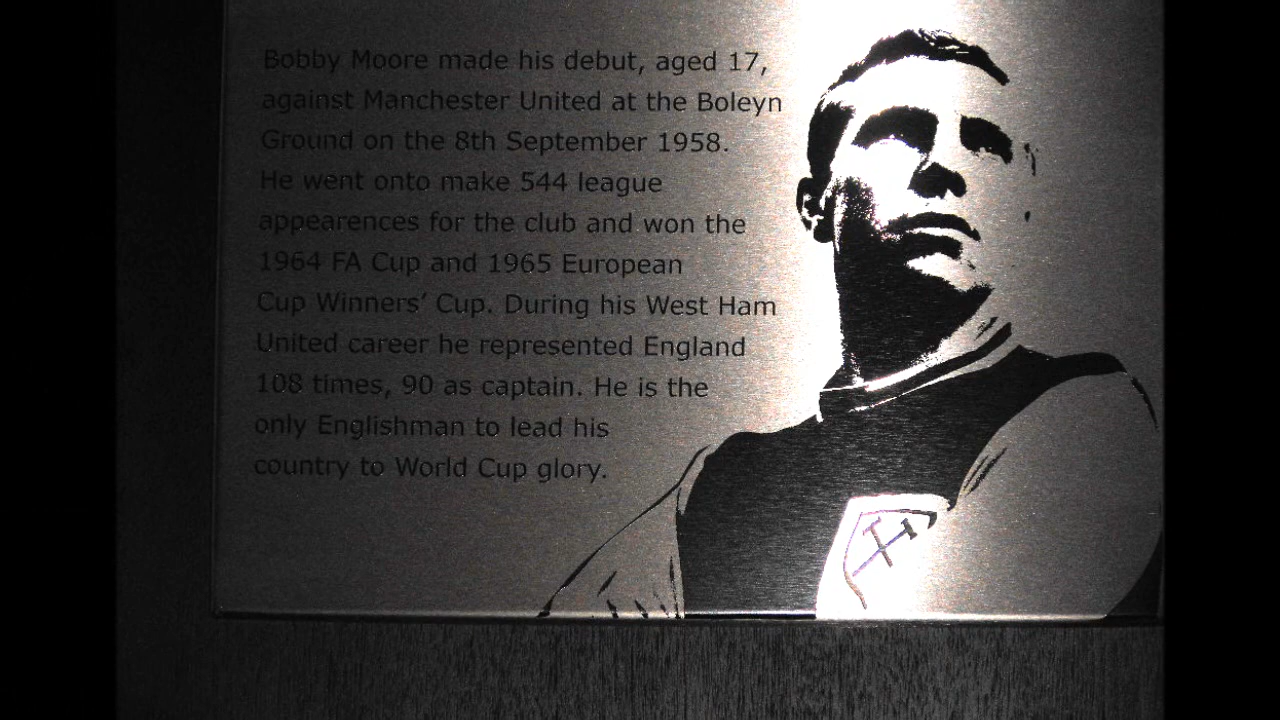 Bobby Moore made his debut, aged 17,
against Manchester United at the Boleyn
Ground on the 8th September 1958.
He went onto make 544 league
appearences for the club and won the
1964 FA Cup and 1965 European
Cup Winners’ Cup. During his West Ham
United career he represented England
108 times, 90 as captain. He is the
only Englishman to lead his
country to World Cup glory.